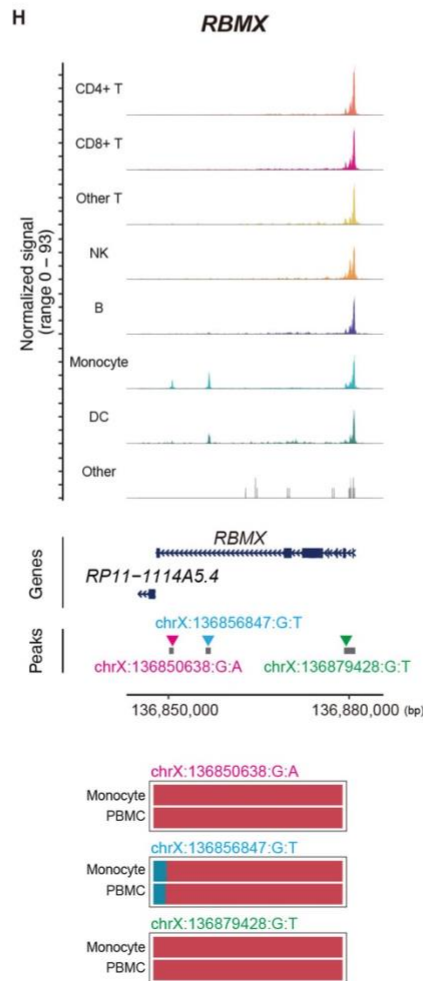 H
RBMX
Normalized signal
(range 0 – 93)
CD4+ T
CD8+ T
Other T
NK
B
Monocyte
DC
Other
Genes
RBMX
RP11−1114A5.4
Peaks
chrX:136856847:G:T
chrX:136850638:G:A
chrX:136879428:G:T
136,850,000
136,880,000 (bp)
chrX:136850638:G:A
Monocyte
PBMC
chrX:136856847:G:T
Monocyte
PBMC
chrX:136879428:G:T
Monocyte
PBMC